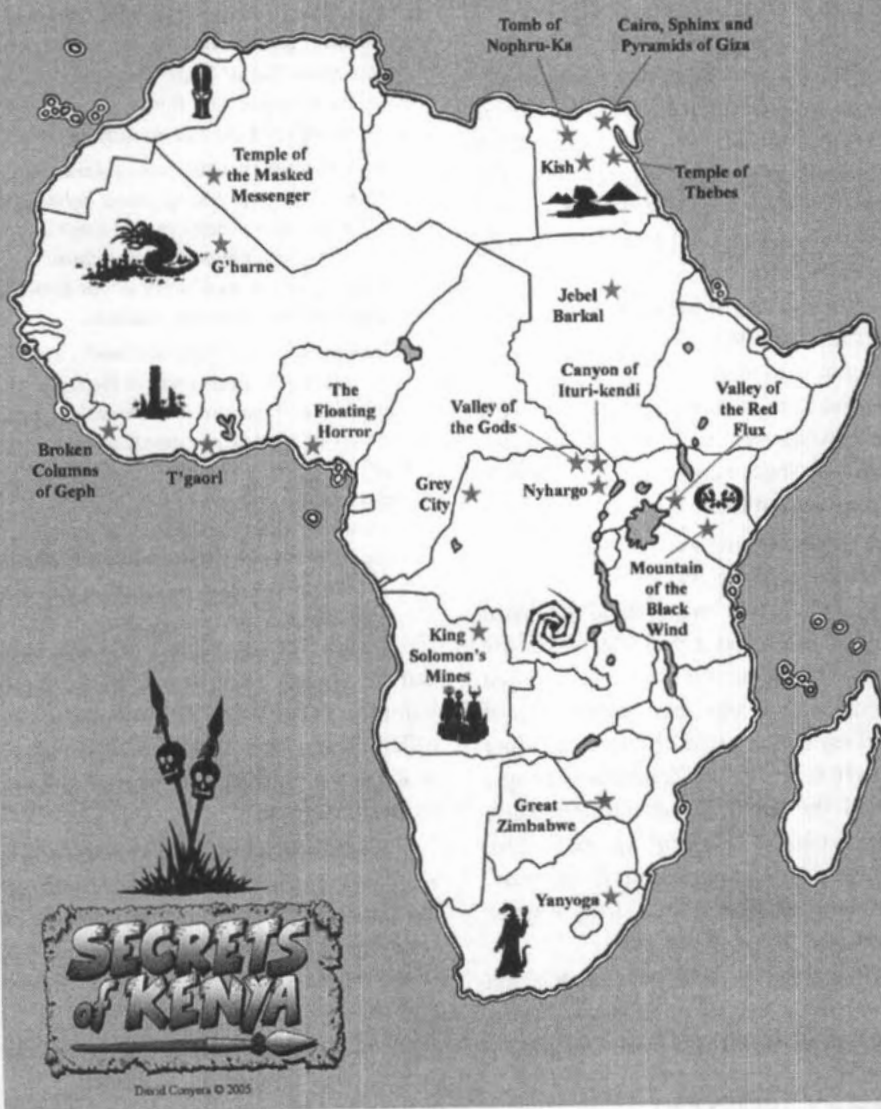 Tomb of
Nophru-Ka
Cairo, Sphinx and
Pyramids of Giza
Kish
Temple of
Thebes
Temple of
the Masked
Messenger
G'harne
Jebel
Barkal
Canyon of
Ituri-kendi
Valley of
the Gods
Valley of
the Red
Flux
The
Floating
Horror
Broken
Columns
of Geph
T'gaorl
Grey
City
Nyhargo
Mountain
of the
Black
Wind
King
Solomon's
Mines
Great
Zimbabwe
Yanyoga
SECRETS
of KENYA
David Conyers © 2005